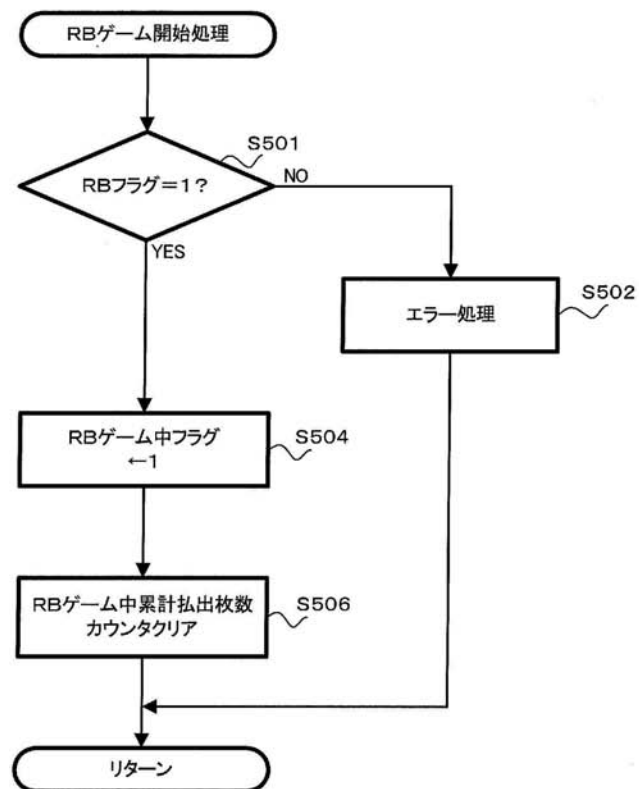 RBゲーム開始処理
S501
RBフラグ=1?
NO
YES
S502
エラー処理
RBゲーム中フラグ
←1
S504
RBゲーム中累計払出枚数
カウンタクリア
S506
リターン